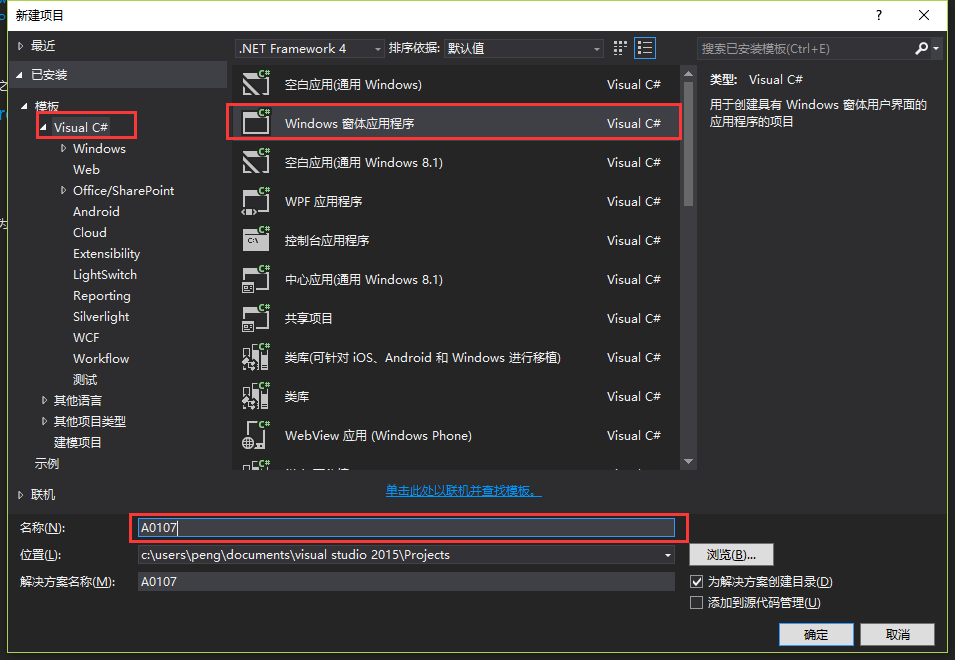 新建项目
?
最近
已安装
模板
Visual C#
Windows
Web
Office/SharePoint
Android
Cloud
Extensibility
LightSwitch
Reporting
Silverlight
WCF
Workflow
测试
其他语言
其他项目类型
建模项目
示例
联机
.NET Framework 4 排序依据: 默认值
空白应用(通用 Windows) Visual C#
Windows 窗体应用程序 Visual C#
空白应用(通用 Windows 8.1) Visual C#
WPF 应用程序 Visual C#
控制台应用程序 Visual C#
中心应用(通用 Windows 8.1) Visual C#
共享项目 Visual C#
类库(可针对 iOS、Android 和 Windows 进行移植) Visual C#
类库 Visual C#
WebView 应用 (Windows Phone) Visual C#
单击此处以联机并查找模板。
搜索已安装模板(Ctrl+E)
类型: Visual C#
用于创建具有 Windows 窗体用户界面的
应用程序的项目
名称(N): A0107
位置(L): c:\users\peng\documents\visual studio 2015\Projects 浏览(B)...
解决方案名称(M): A0107 为解决方案创建目录(D)
添加到源代码管理(U)
确定 取消